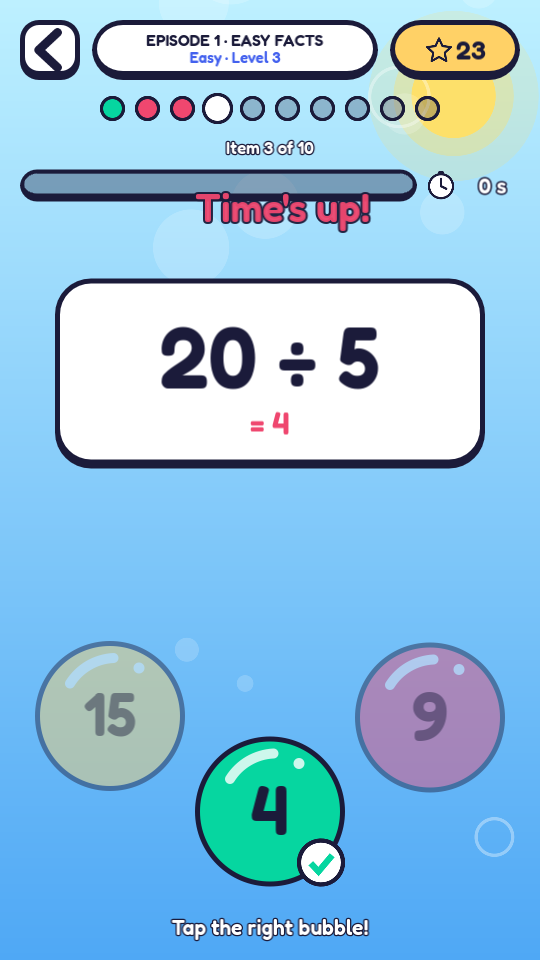 EPISODE 1 · EASY FACTS
Easy · Level 3
23
Item 3 of 10
0 s
Time's up!
20 ÷ 5
= 4
15
9
4
Tap the right bubble!